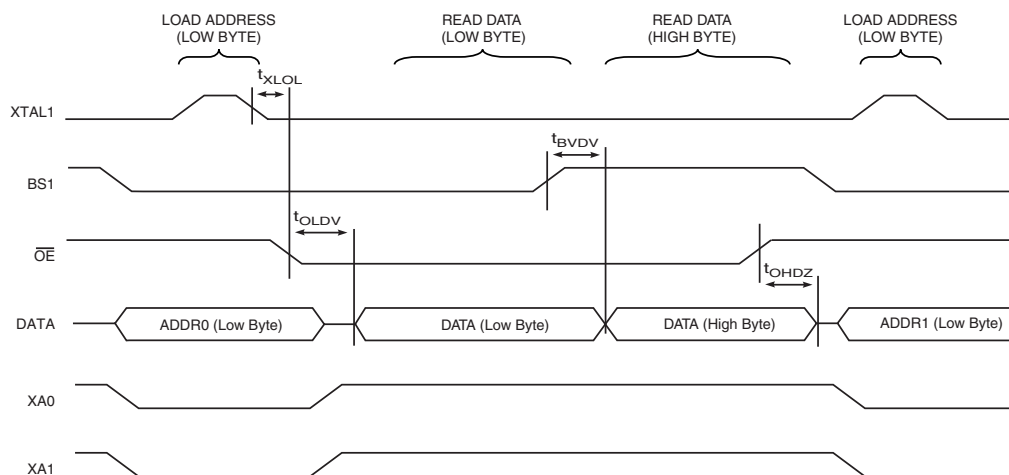 LOAD ADDRESS
(LOW BYTE)
READ DATA
(LOW BYTE)
READ DATA
(HIGH BYTE)
LOAD ADDRESS
(LOW BYTE)
tXLOL
XTAL1
tBVDV
BS1
tOLDV
OE
tOHDZ
DATA
ADDR0 (Low Byte)
DATA (Low Byte)
DATA (High Byte)
ADDR1 (Low Byte)
XA0
XA1